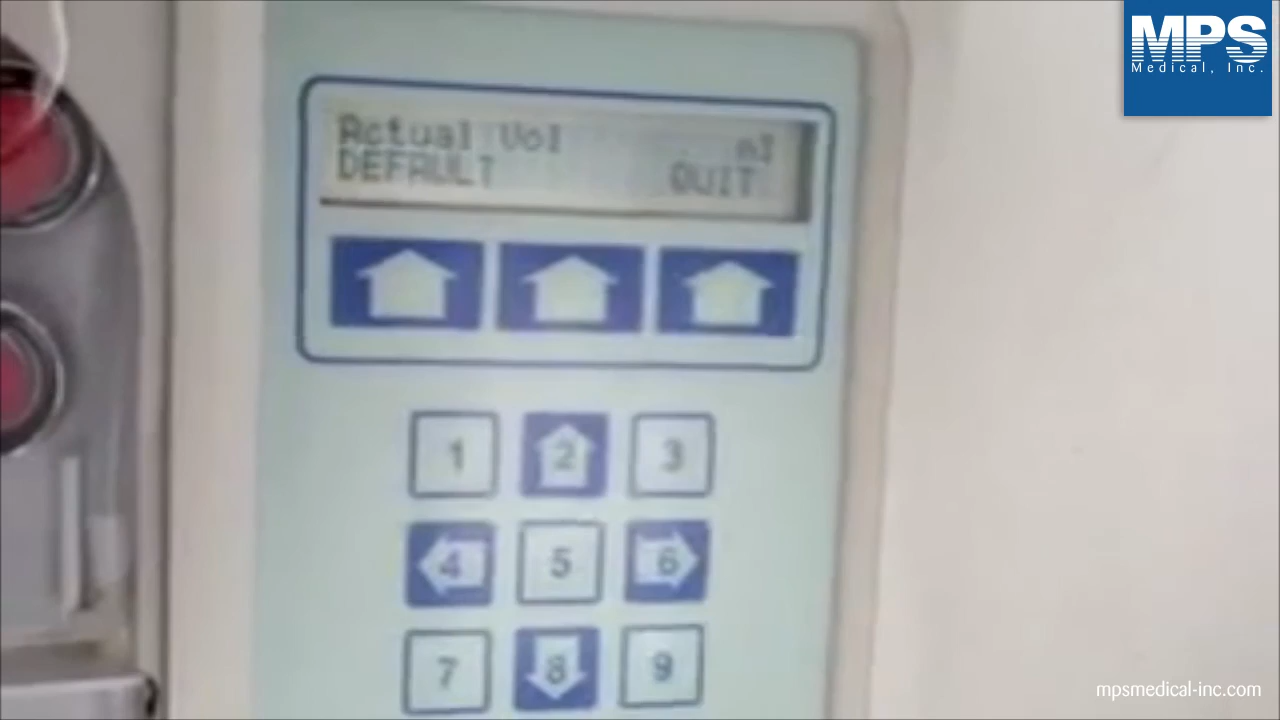 MPS
Medical, Inc.
Actual Vol ml
DEFAULT QUIT
1 2 3
4 5 6
7 8 9
mpsmedical-inc.com